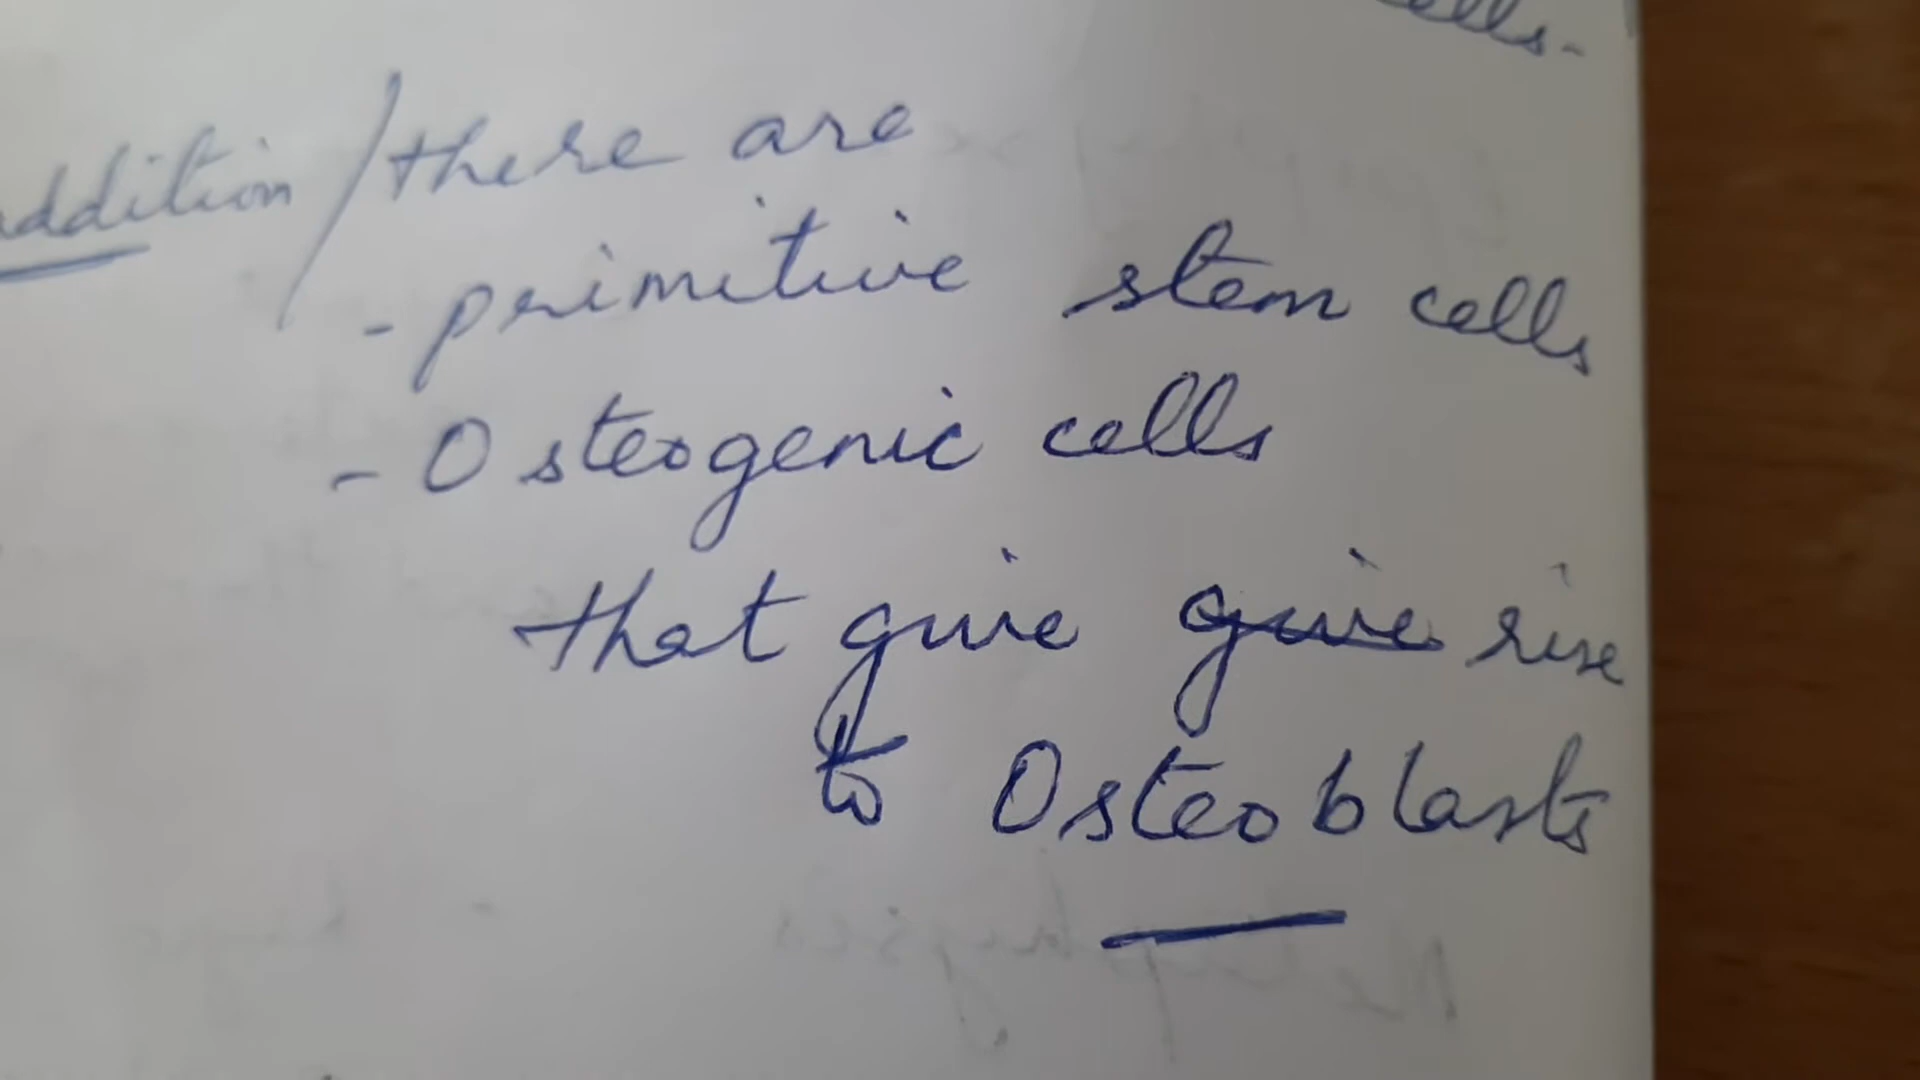 addition / there are
- primitive stem cells
- Osteogenic cells
that give give rise
to Osteoblasts